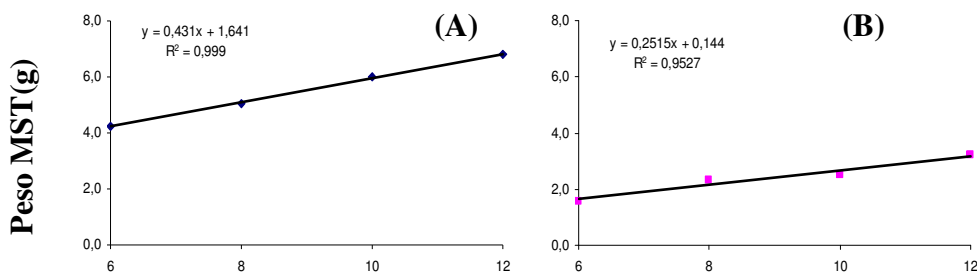 Peso MST(g)
(A)
y = 0,431x + 1,641
R² = 0,999
8,0
6,0
4,0
2,0
0,0
6 8 10 12
(B)
y = 0,2515x + 0,144
R² = 0,9527
8,0
6,0
4,0
2,0
0,0
6 8 10 12